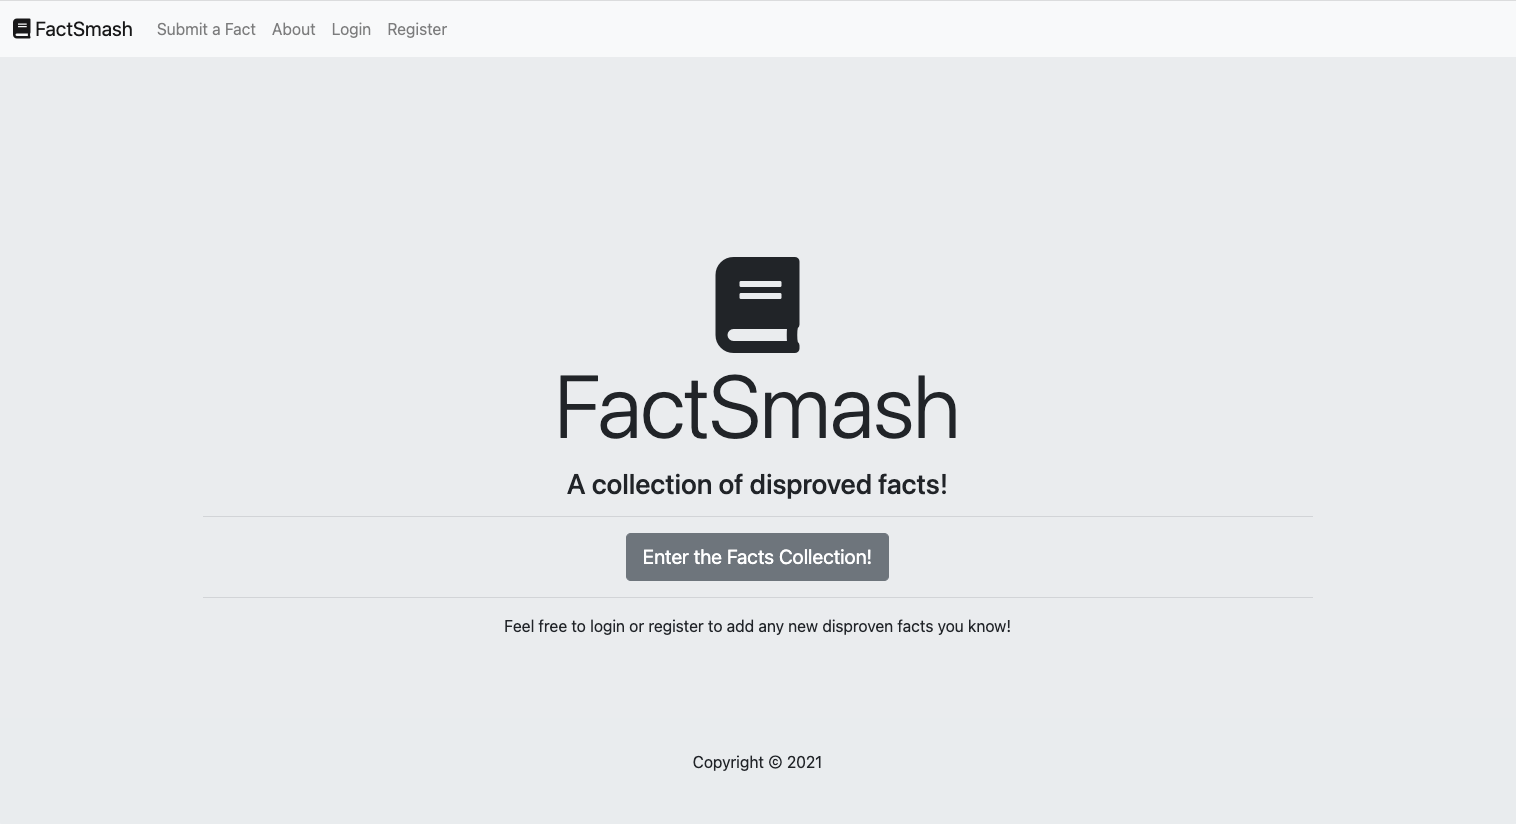 FactSmash Submit a Fact About Login Register
FactSmash
A collection of disproved facts!
Enter the Facts Collection!
Feel free to login or register to add any new disproven facts you know!
Copyright © 2021